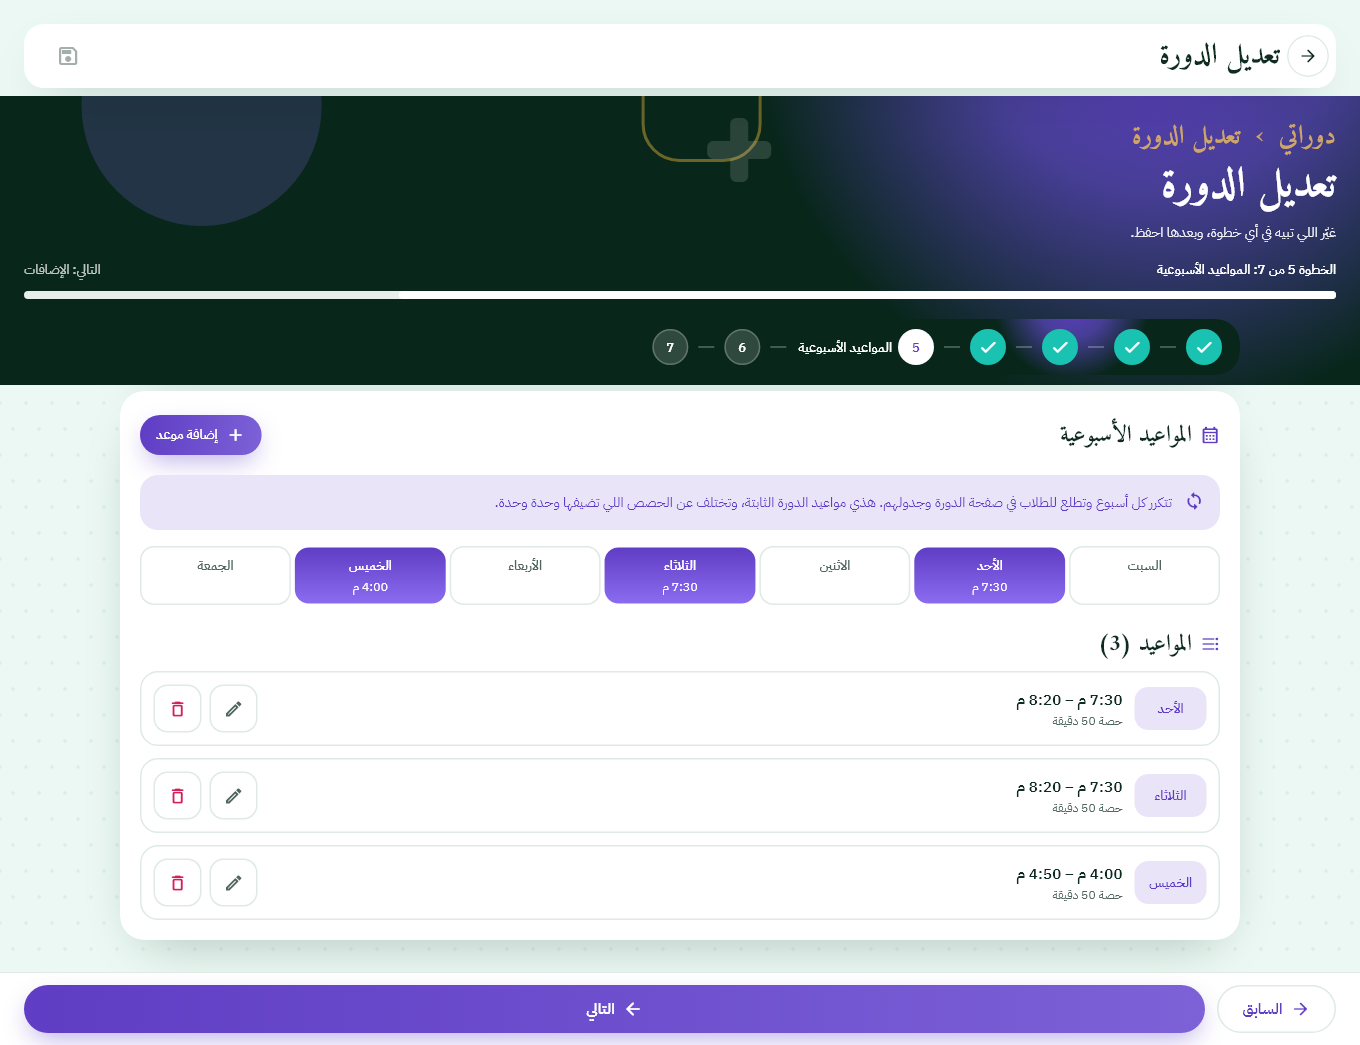 تعديل الدورة
دوراتي › تعديل الدورة
تعديل الدورة
غيّر اللي تبيه في أي خطوة، وبعدها احفظ.
الخطوة 5 من 7: المواعيد الأسبوعية
التالي: الإضافات
5 المواعيد الأسبوعية 6 7
المواعيد الأسبوعية
إضافة موعد
تتكرر كل أسبوع وتطلع للطلاب في صفحة الدورة وجدولهم. هذي مواعيد الدورة الثابتة، وتختلف عن الحصص اللي تضيفها وحدة وحدة.
السبت
الأحد
7:30 م
الاثنين
الثلاثاء
7:30 م
الأربعاء
الخميس
4:00 م
الجمعة
المواعيد (3)
الأحد
7:30 م – 8:20 م
حصة 50 دقيقة
الثلاثاء
7:30 م – 8:20 م
حصة 50 دقيقة
الخميس
4:00 م – 4:50 م
حصة 50 دقيقة
السابق
التالي